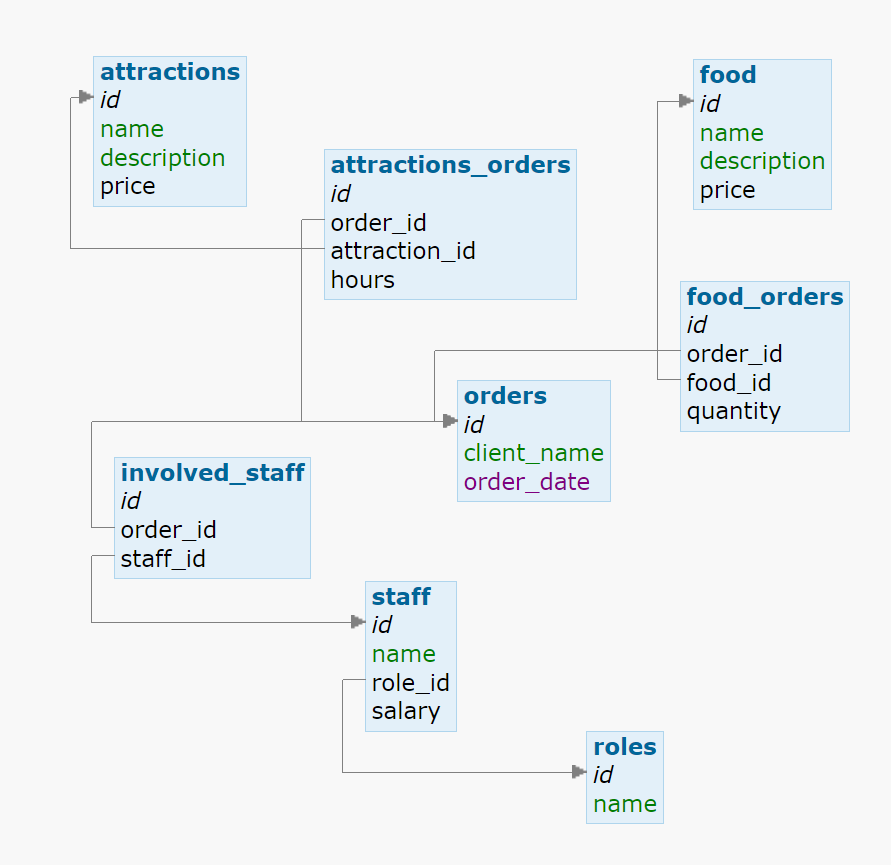 attractions
id
name
description
price
food
id
name
description
price
attractions_orders
id
order_id
attraction_id
hours
food_orders
id
order_id
food_id
quantity
orders
id
client_name
order_date
involved_staff
id
order_id
staff_id
staff
id
name
role_id
salary
roles
id
name